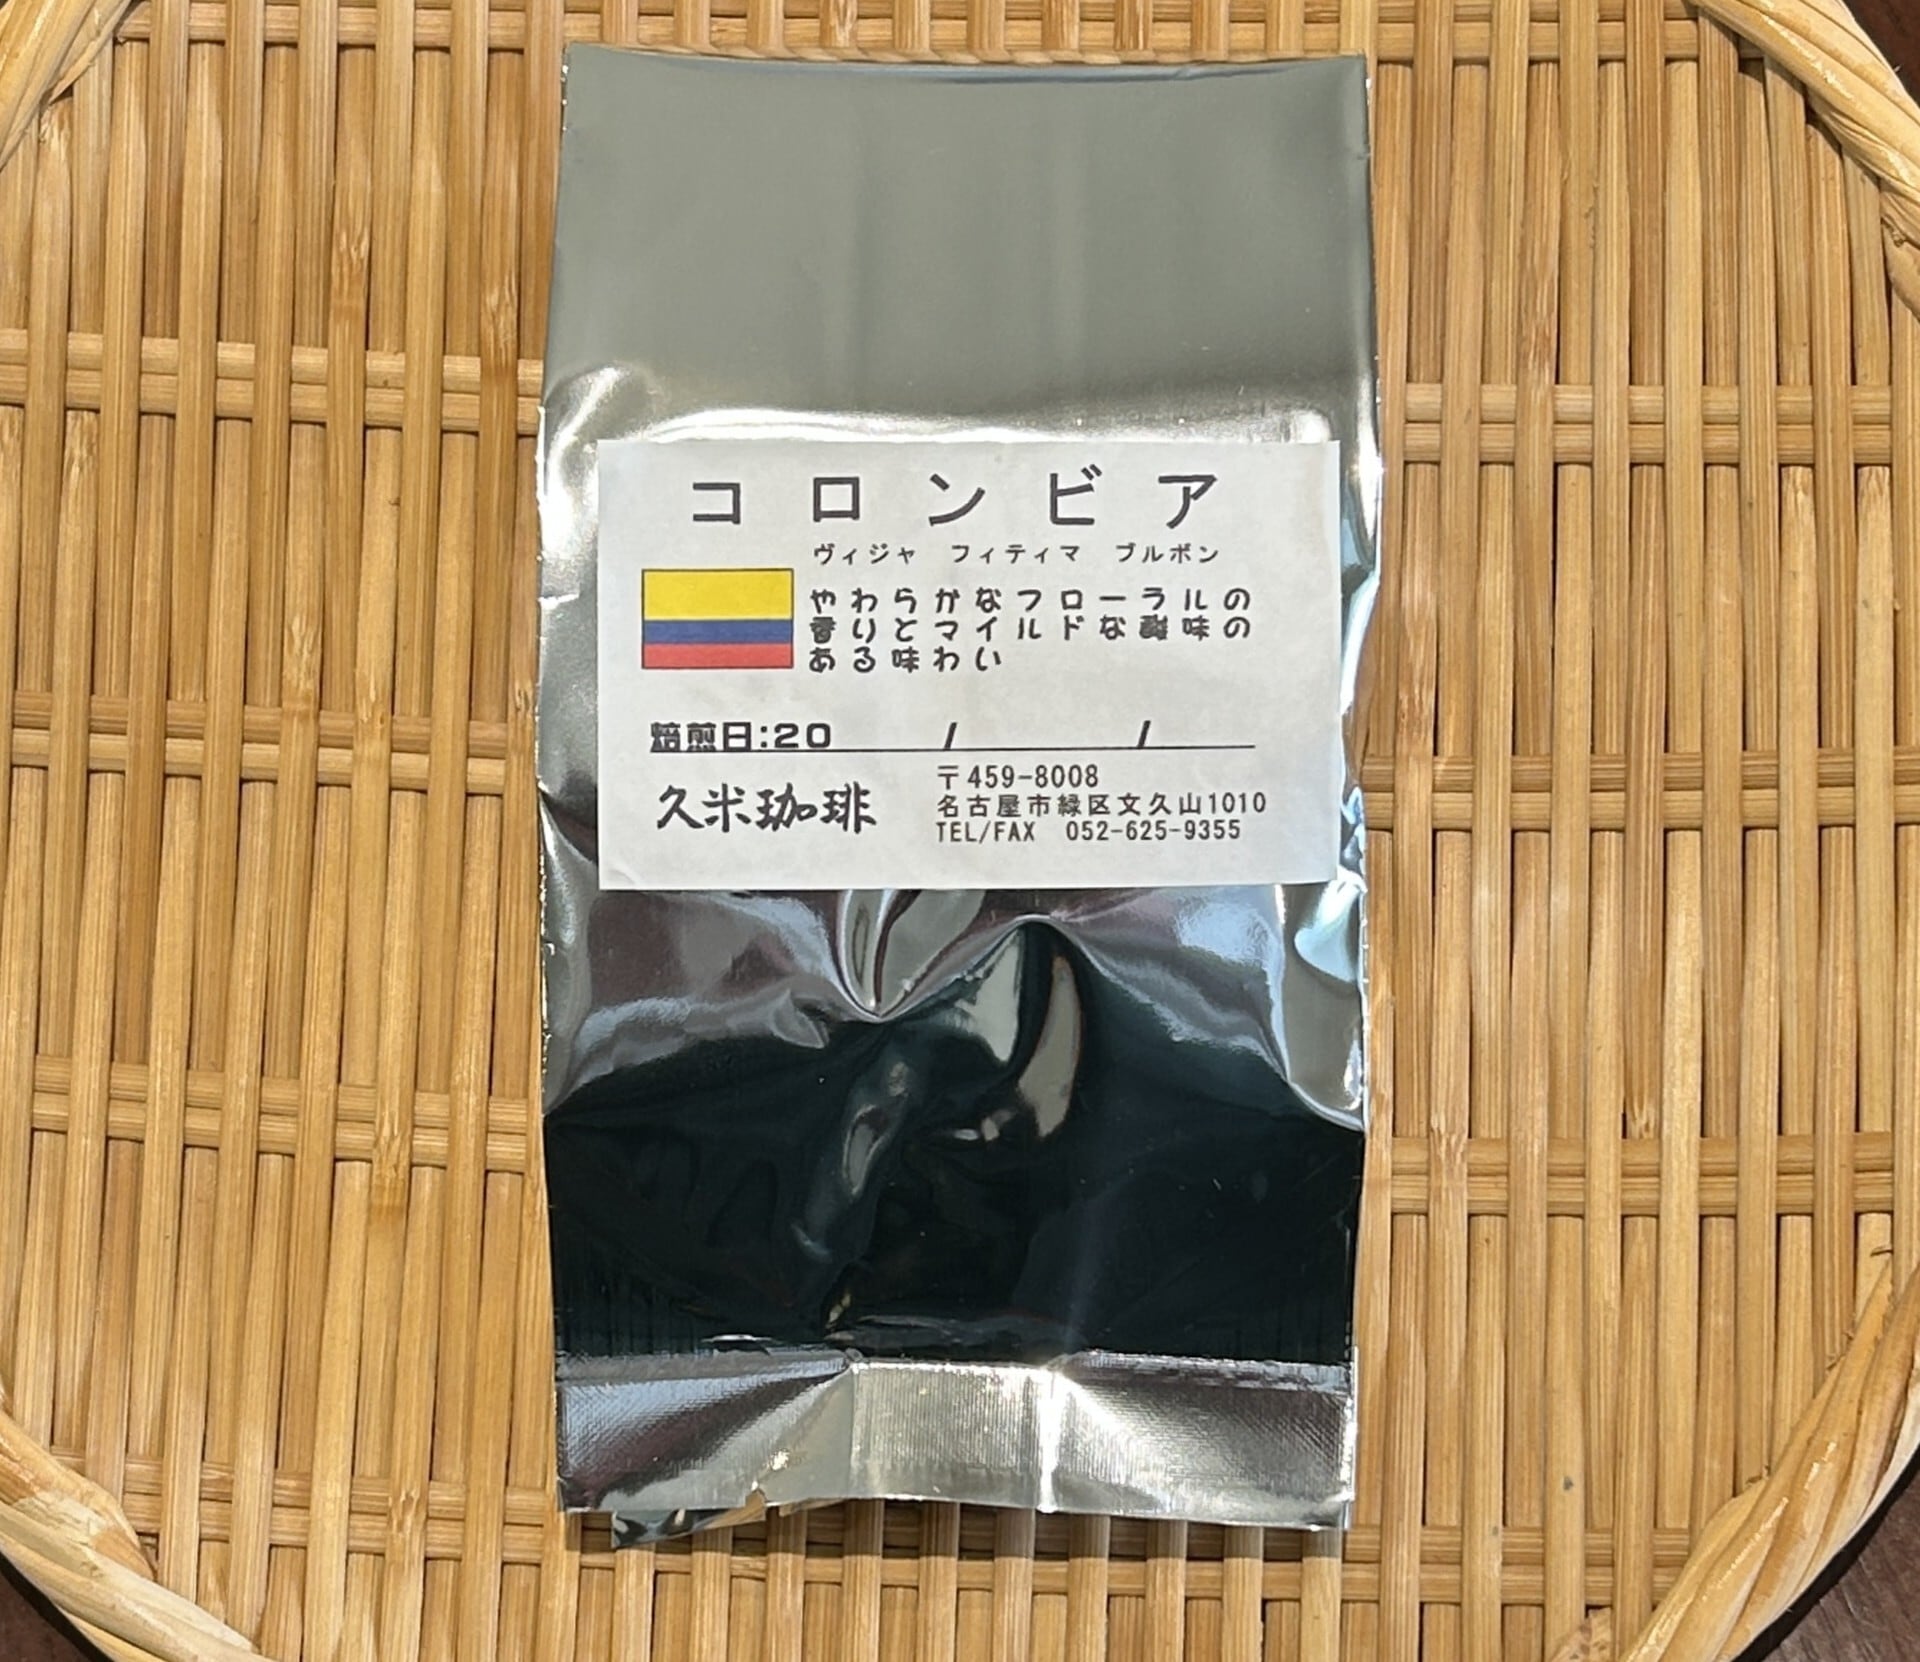 コロンビア
ヴィジャ フィティマ ブルボン
やわらかなフローラルの
香りとマイルドな酸味の
ある味わい
焙煎日:20 / /
久米珈琲
〒459-8008
名古屋市緑区文久山1010
TEL/FAX 052-625-9355